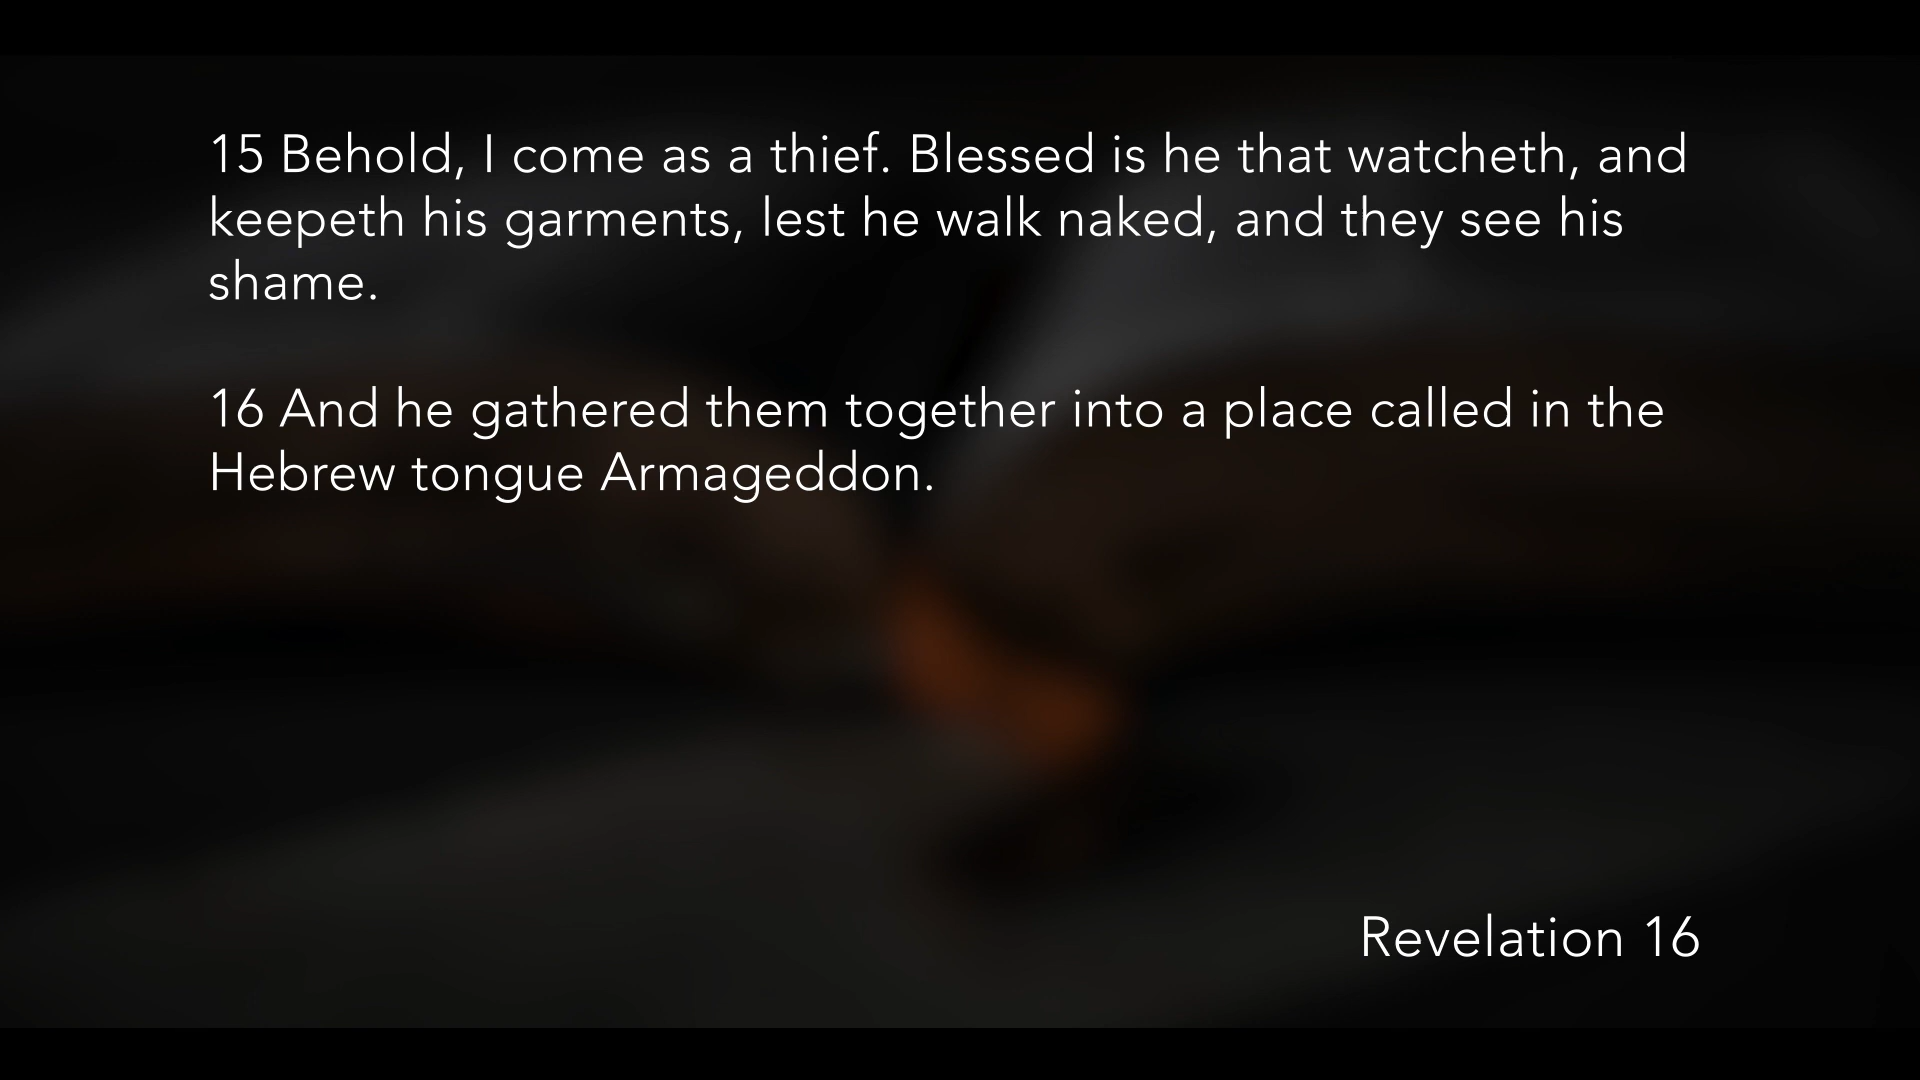 15 Behold, I come as a thief. Blessed is he that watcheth, and
keepeth his garments, lest he walk naked, and they see his
shame.
16 And he gathered them together into a place called in the
Hebrew tongue Armageddon.
Revelation 16